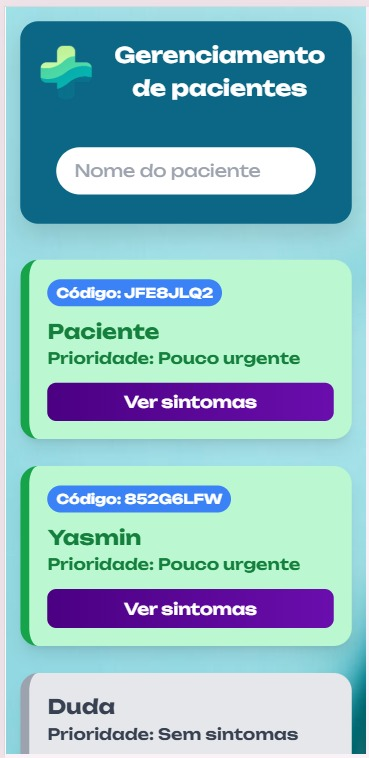 Gerenciamento
de pacientes
Nome do paciente
Código: JFE8JLQ2
Paciente
Prioridade: Pouco urgente
Ver sintomas
Código: 852G6LFW
Yasmin
Prioridade: Pouco urgente
Ver sintomas
Duda
Prioridade: Sem sintomas